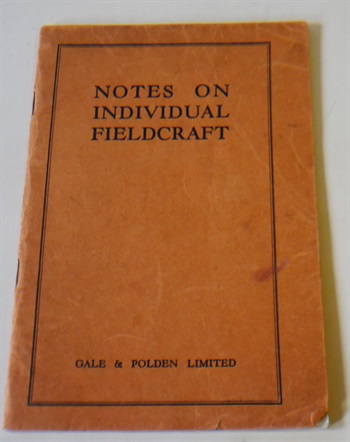 NOTES ON
INDIVIDUAL
FIELDCRAFT
GALE & POLDEN LIMITED